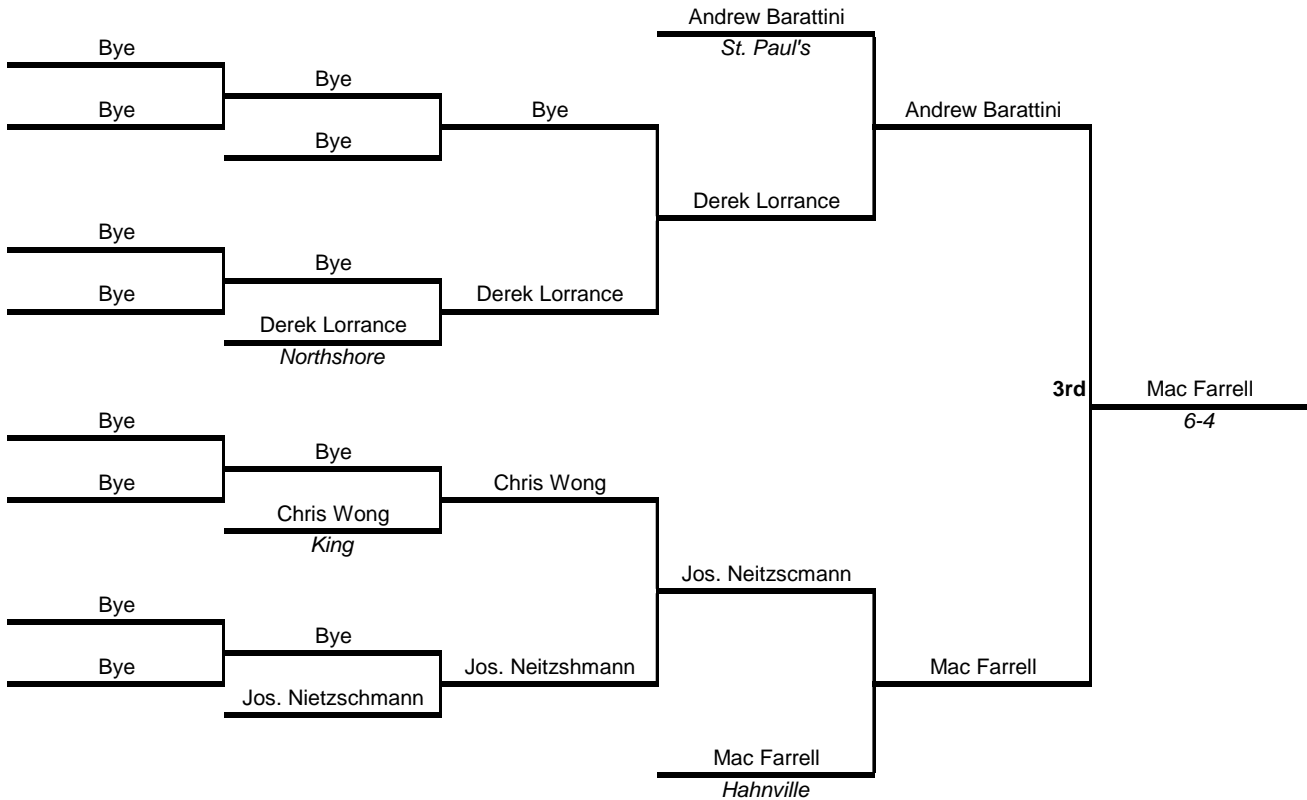 Andrew Barattini
St. Paul's
Bye
Bye
Bye
Bye
Bye
Andrew Barattini
Derek Lorrance
Bye
Bye
Bye
Derek Lorrance
Derek Lorrance
Northshore
3rd
Mac Farrell
6-4
Bye
Bye
Bye
Chris Wong
Chris Wong
King
Jos. Neitzscmann
Bye
Bye
Bye
Jos. Neitzshmann
Mac Farrell
Jos. Nietzschmann
Mac Farrell
Hahnville